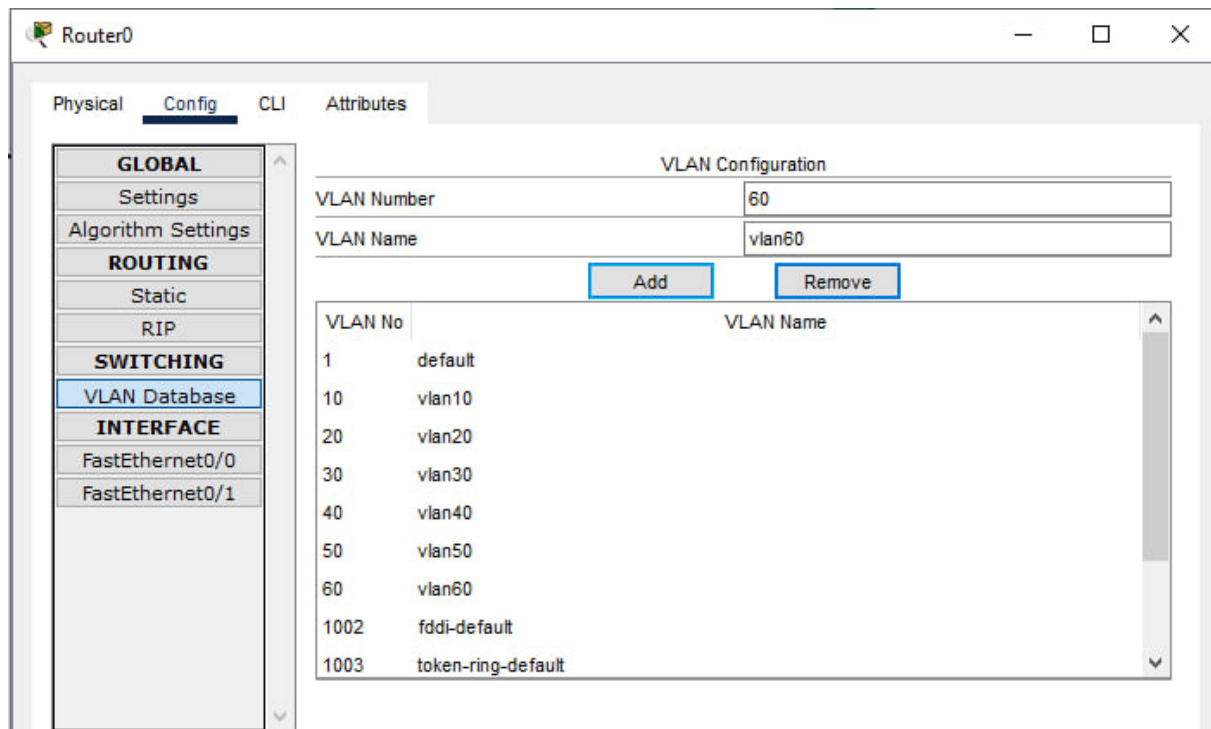 Router0
Physical Config CLI Attributes
GLOBAL
Settings
Algorithm Settings
ROUTING
Static
RIP
SWITCHING
VLAN Database
INTERFACE
FastEthernet0/0
FastEthernet0/1
VLAN Configuration
VLAN Number 60
VLAN Name vlan60
Add Remove
VLAN No VLAN Name
1 default
10 vlan10
20 vlan20
30 vlan30
40 vlan40
50 vlan50
60 vlan60
1002 fddi-default
1003 token-ring-default